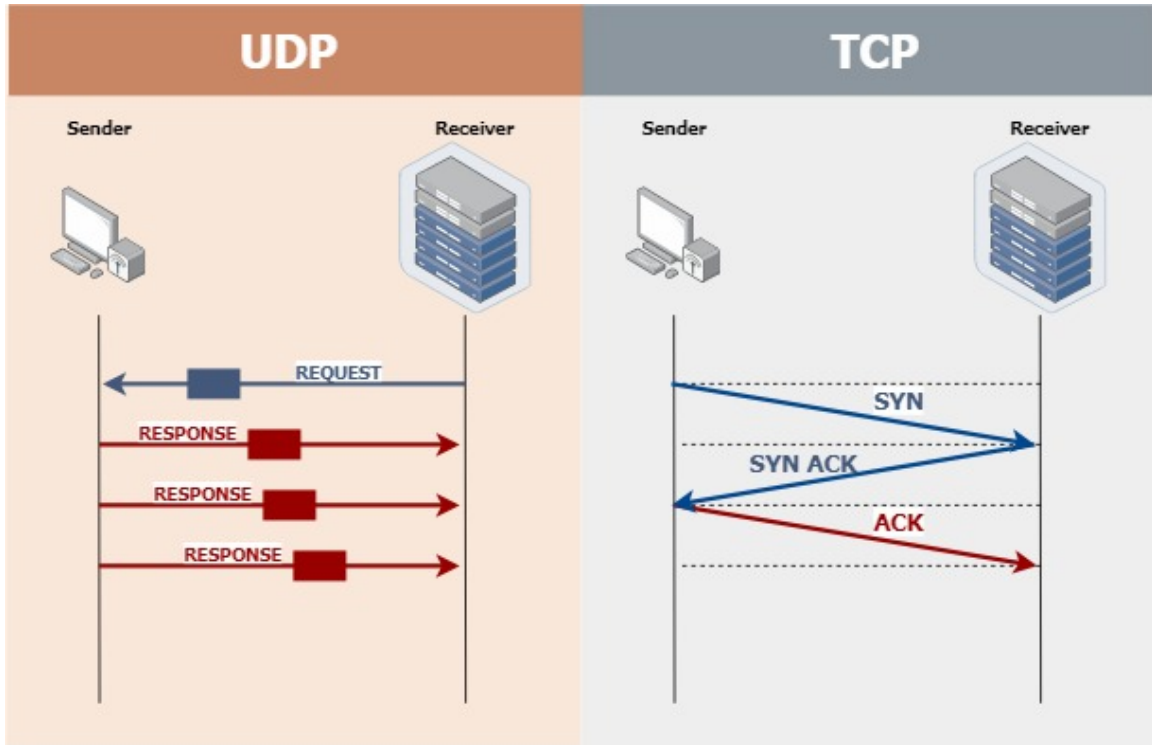 UDP
TCP
Sender
Receiver
Sender
Receiver
REQUEST
SYN
RESPONSE
SYN ACK
RESPONSE
ACK
RESPONSE